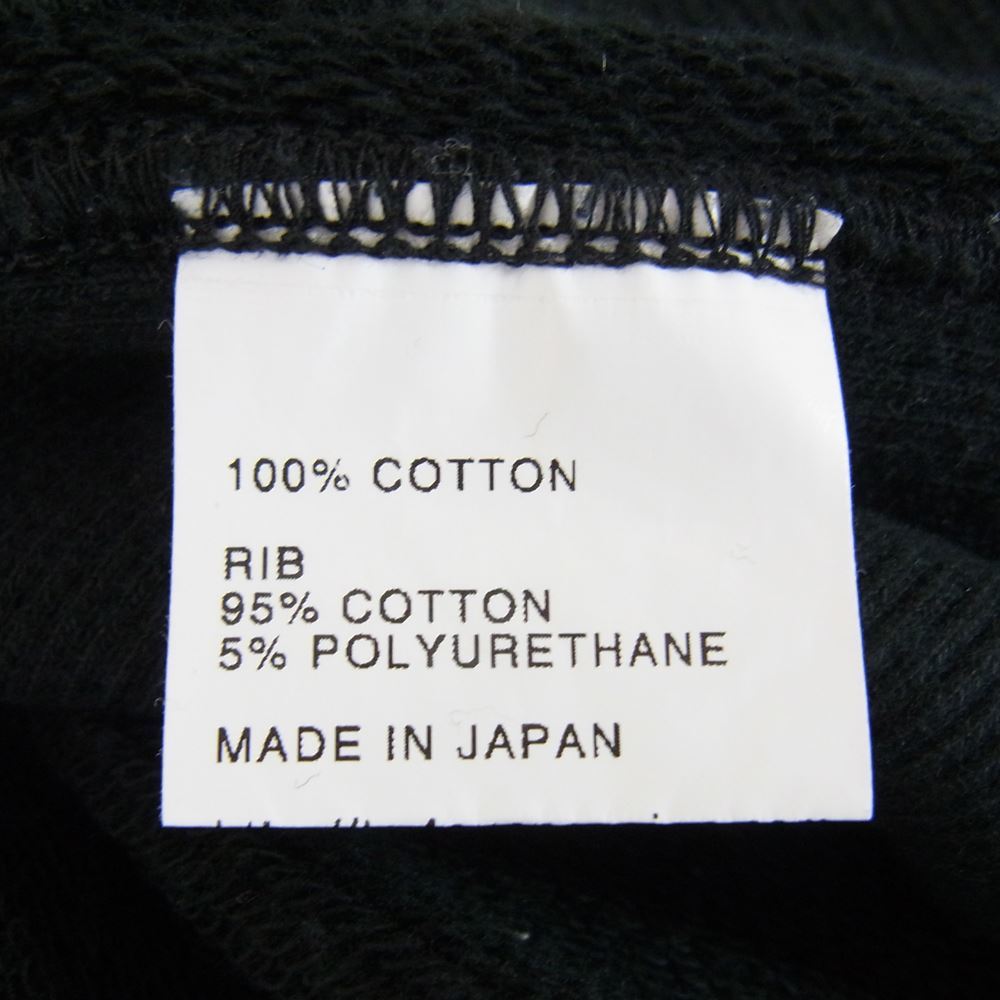 100% COTTON
RIB
95% COTTON
5% POLYURETHANE
MADE IN JAPAN